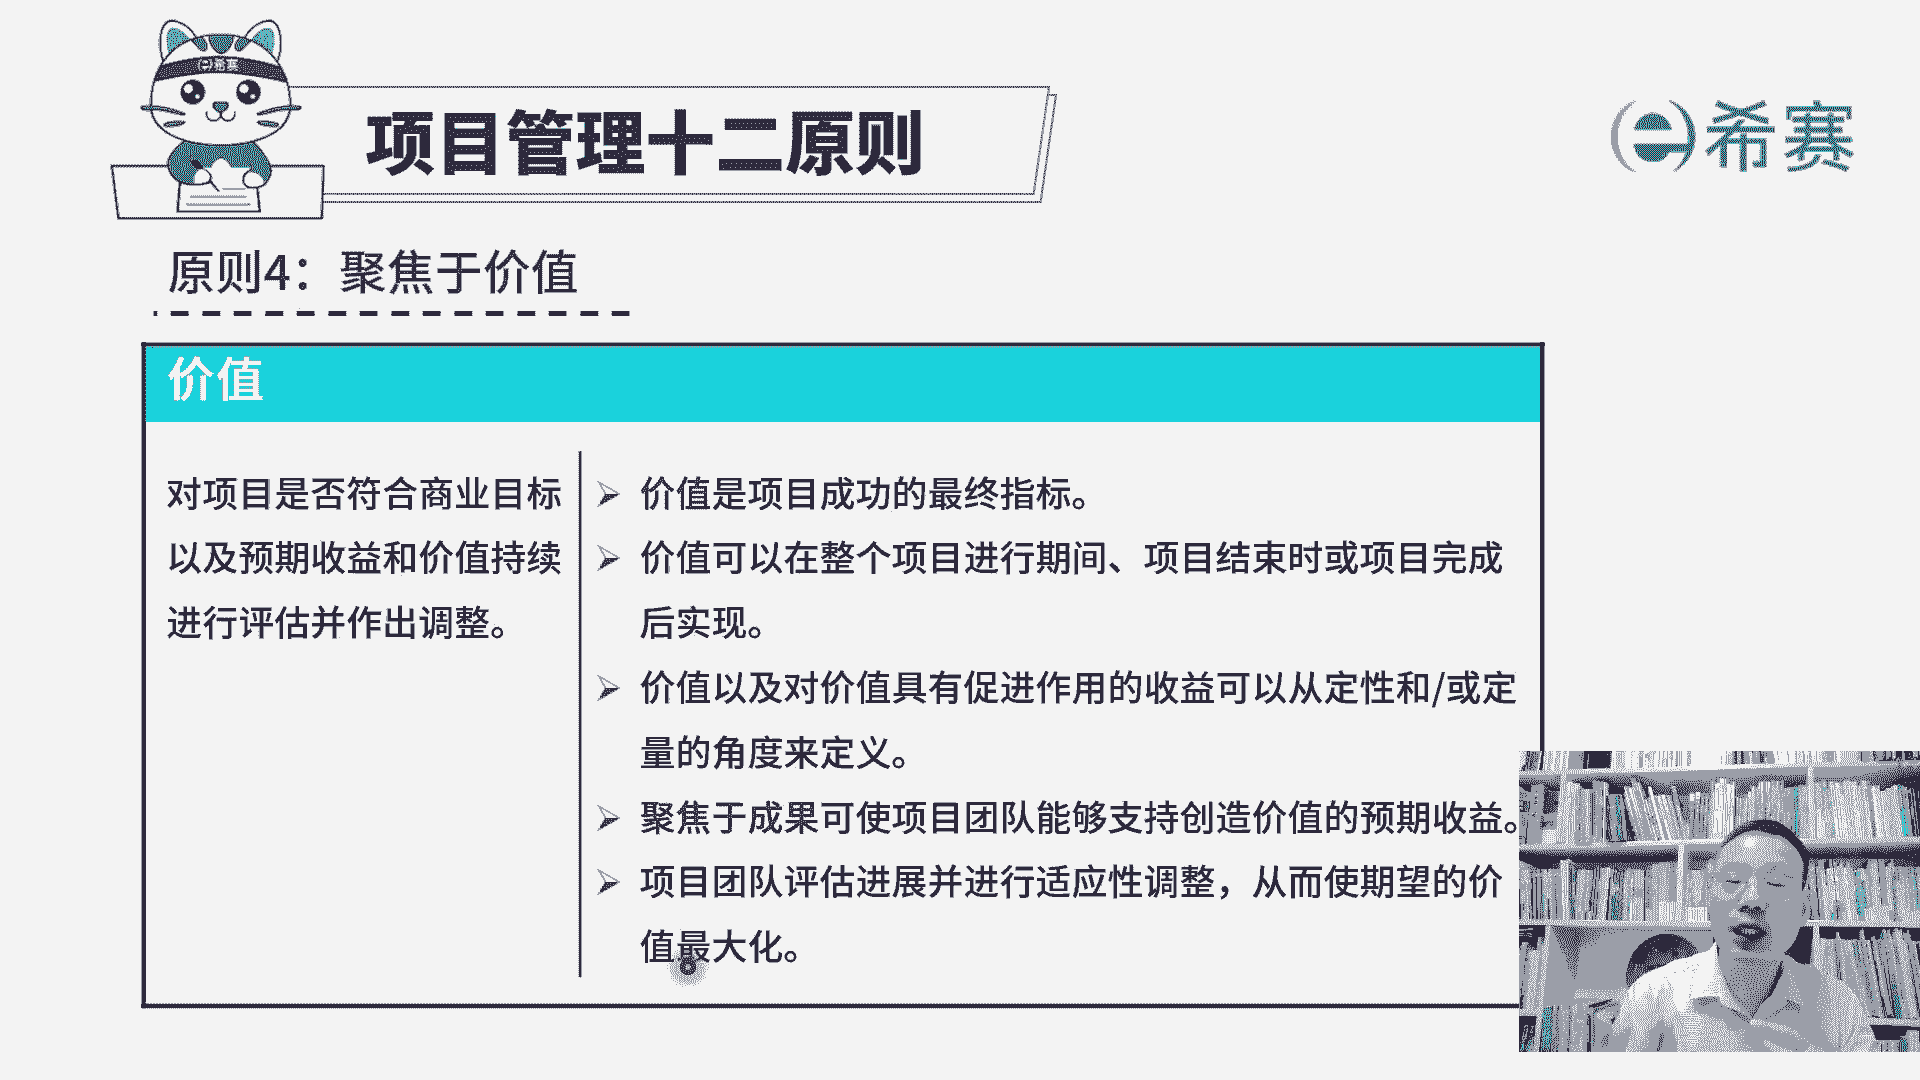 希赛
项目管理十二原则
希赛
原则4：聚焦于价值
价值
对项目是否符合商业目标
以及预期收益和价值持续
进行评估并作出调整。
价值是项目成功的最终指标。
价值可以在整个项目进行期间、项目结束时或项目完成
后实现。
价值以及对价值具有促进作用的收益可以从定性和/或定
量的角度来定义。
聚焦于成果可使项目团队能够支持创造价值的预期收益。
项目团队评估进展并进行适应性调整，从而使期望的价
值最大化。